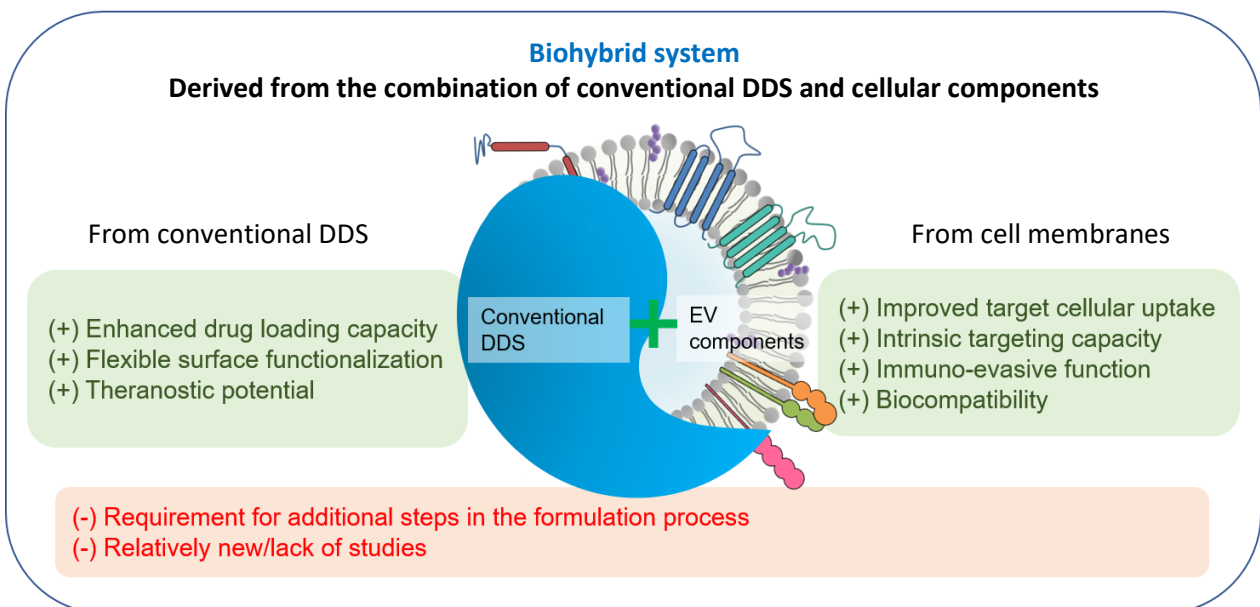 Biohybrid system
Derived from the combination of conventional DDS and cellular components
From conventional DDS
(+) Enhanced drug loading capacity
(+) Flexible surface functionalization
(+) Theranostic potential
Conventional
DDS
EV
components
From cell membranes
(+) Improved target cellular uptake
(+) Intrinsic targeting capacity
(+) Immuno-evasive function
(+) Biocompatibility
(-) Requirement for additional steps in the formulation process
(-) Relatively new/lack of studies